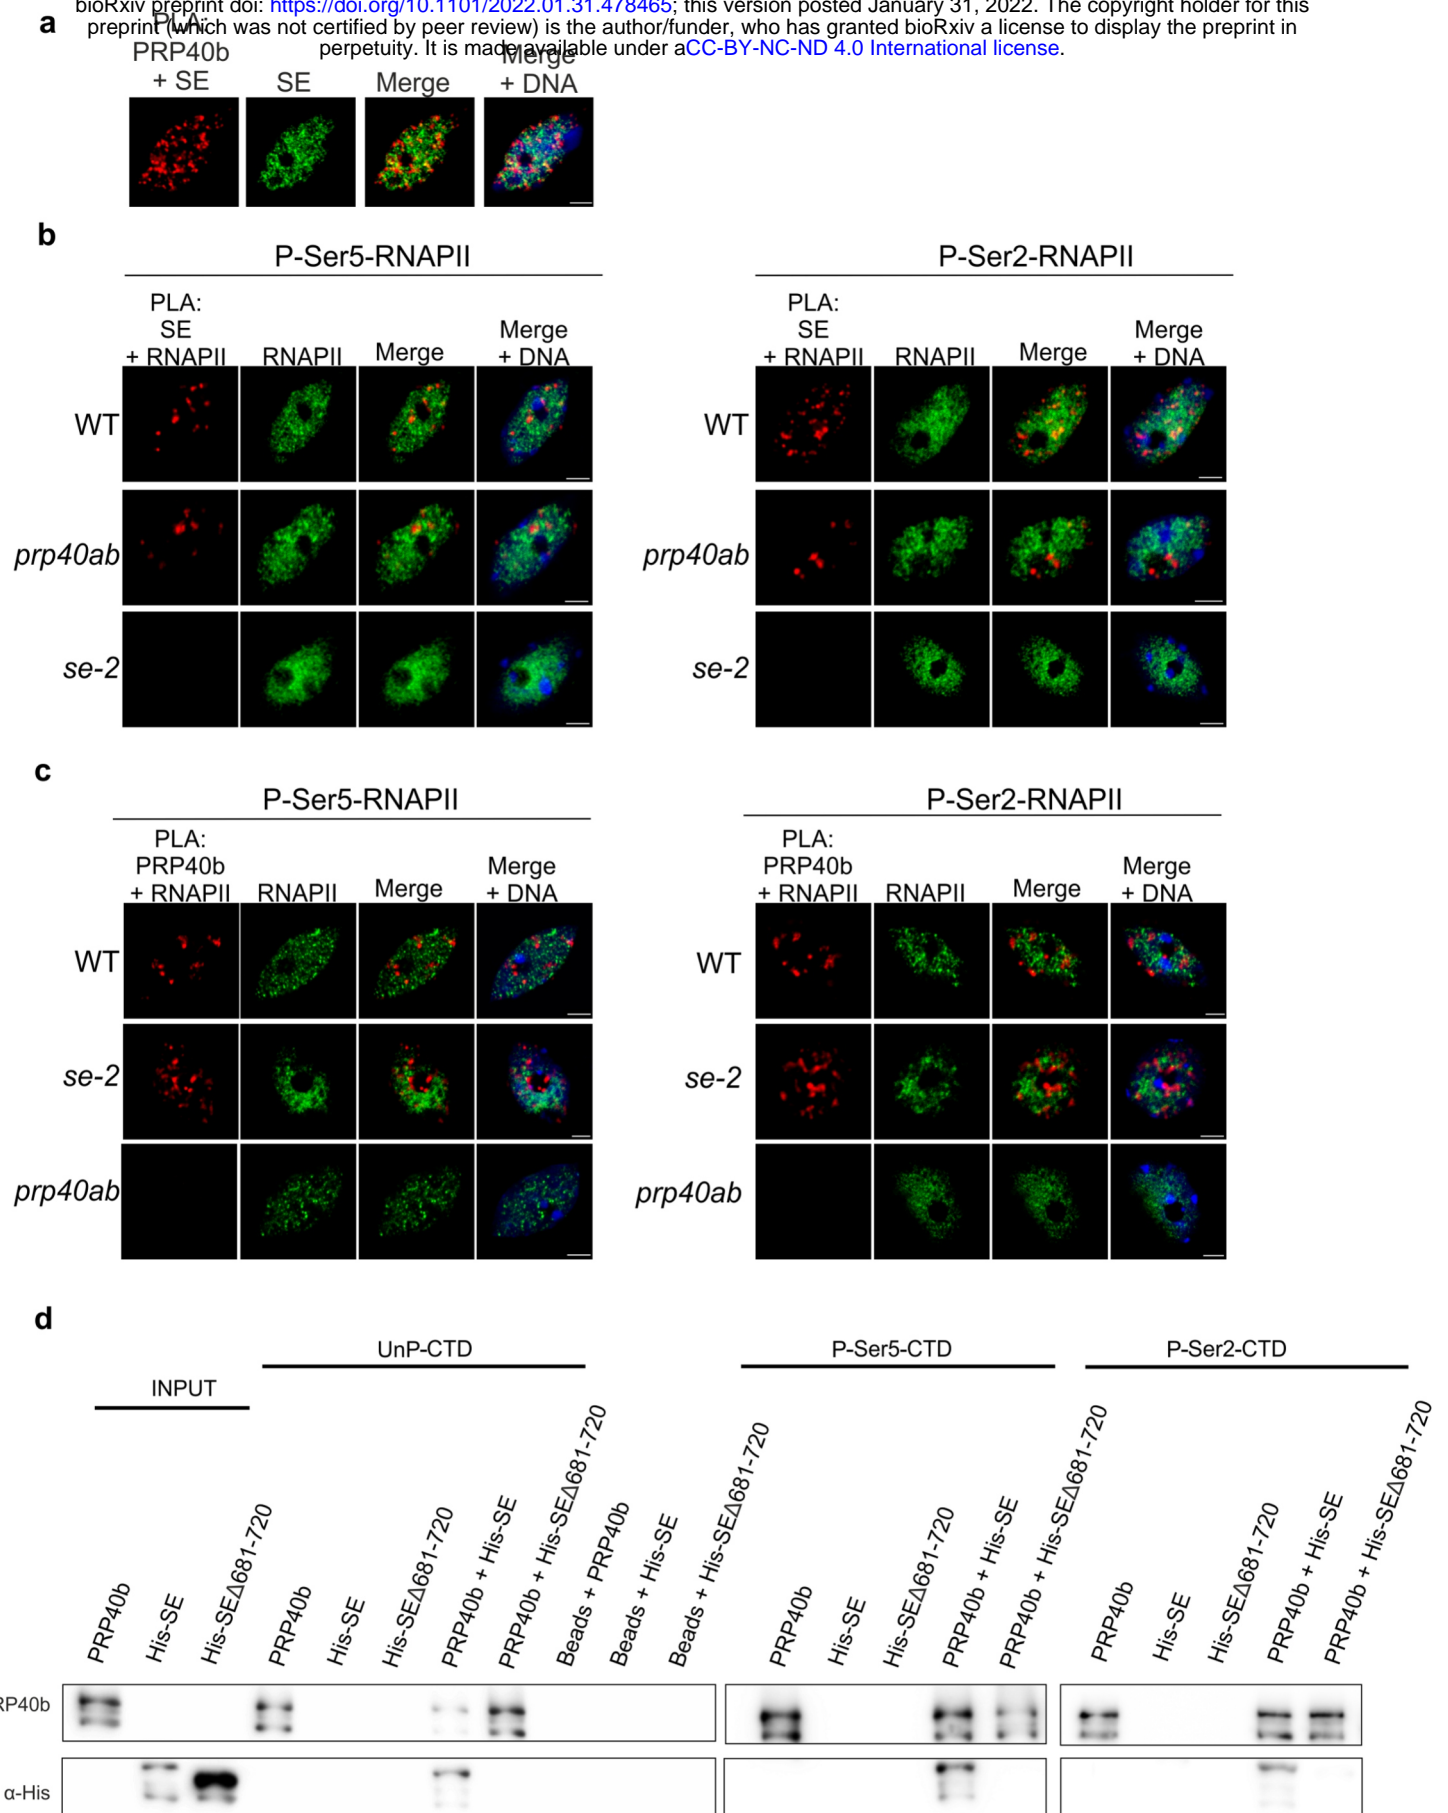 bioRxiv preprint doi: https://doi.org/10.1101/2022.01.31.478465; this version posted January 31, 2022. The copyright holder for this
preprint (which was not certified by peer review) is the author/funder, who has granted bioRxiv a license to display the preprint in
perpetuity. It is made available under aCC-BY-NC-ND 4.0 International license.
a
PLA:
PRP40b
+ SE
SE
Merge
Merge
+ DNA
b
P-Ser5-RNAPII
PLA:
SE
+ RNAPII
RNAPII
Merge
Merge
+ DNA
WT
prp40ab
se-2
P-Ser2-RNAPII
PLA:
SE
+ RNAPII
RNAPII
Merge
Merge
+ DNA
WT
prp40ab
se-2
c
P-Ser5-RNAPII
PLA:
PRP40b
+ RNAPII
RNAPII
Merge
Merge
+ DNA
WT
se-2
prp40ab
P-Ser2-RNAPII
PLA:
PRP40b
+ RNAPII
RNAPII
Merge
Merge
+ DNA
WT
se-2
prp40ab
d
INPUT
UnP-CTD
P-Ser5-CTD
P-Ser2-CTD
PRP40b
His-SE
His-SEΔ681-720
PRP40b
His-SE
His-SEΔ681-720
PRP40b + His-SE
PRP40b + His-SEΔ681-720
Beads + PRP40b
Beads + His-SE
Beads + His-SEΔ681-720
PRP40b
His-SE
His-SEΔ681-720
PRP40b + His-SE
PRP40b + His-SEΔ681-720
PRP40b
His-SE
His-SEΔ681-720
PRP40b + His-SE
PRP40b + His-SEΔ681-720
RP40b
α-His